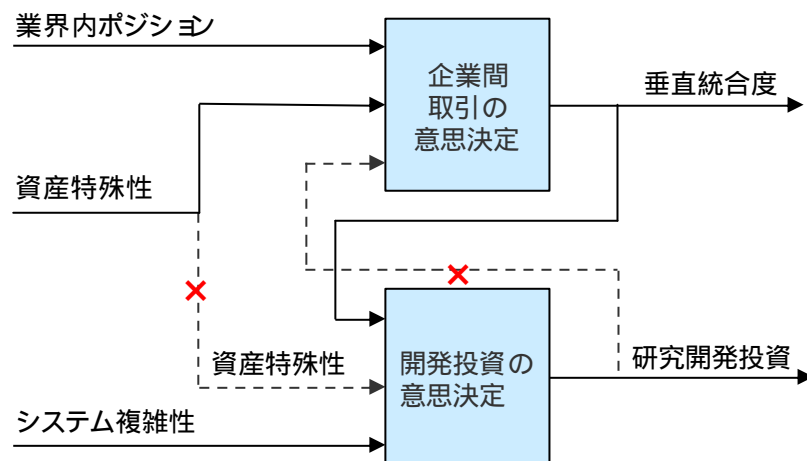 業界内ポジション
企業間
取引の
意思決定
垂直統合度
資産特殊性
資産特殊性
開発投資の
意思決定
研究開発投資
システム複雑性